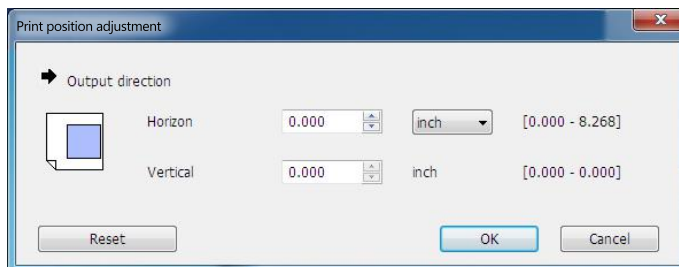 Print position adjustment
Output direction
Horizon 0.000 inch [0.000 - 8.268]
Vertical 0.000 inch [0.000 - 0.000]
Reset OK Cancel